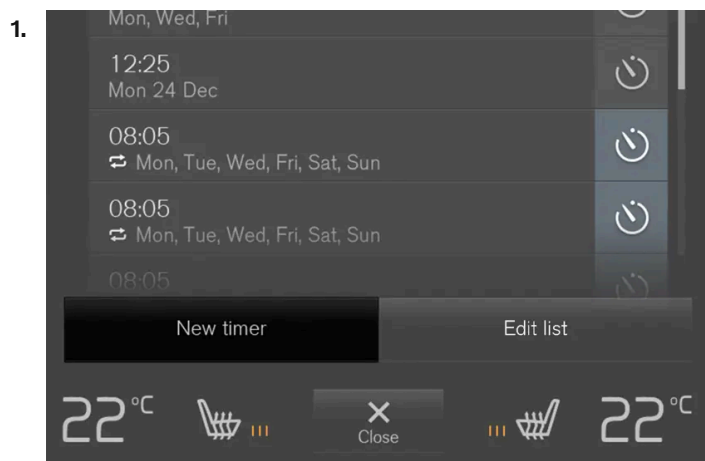 1.
Mon, Wed, Fri
12:25
Mon 24 Dec
08:05
Mon, Tue, Wed, Fri, Sat, Sun
08:05
Mon, Tue, Wed, Fri, Sat, Sun
08:05
New timer
Edit list
22°C
Close
22°C